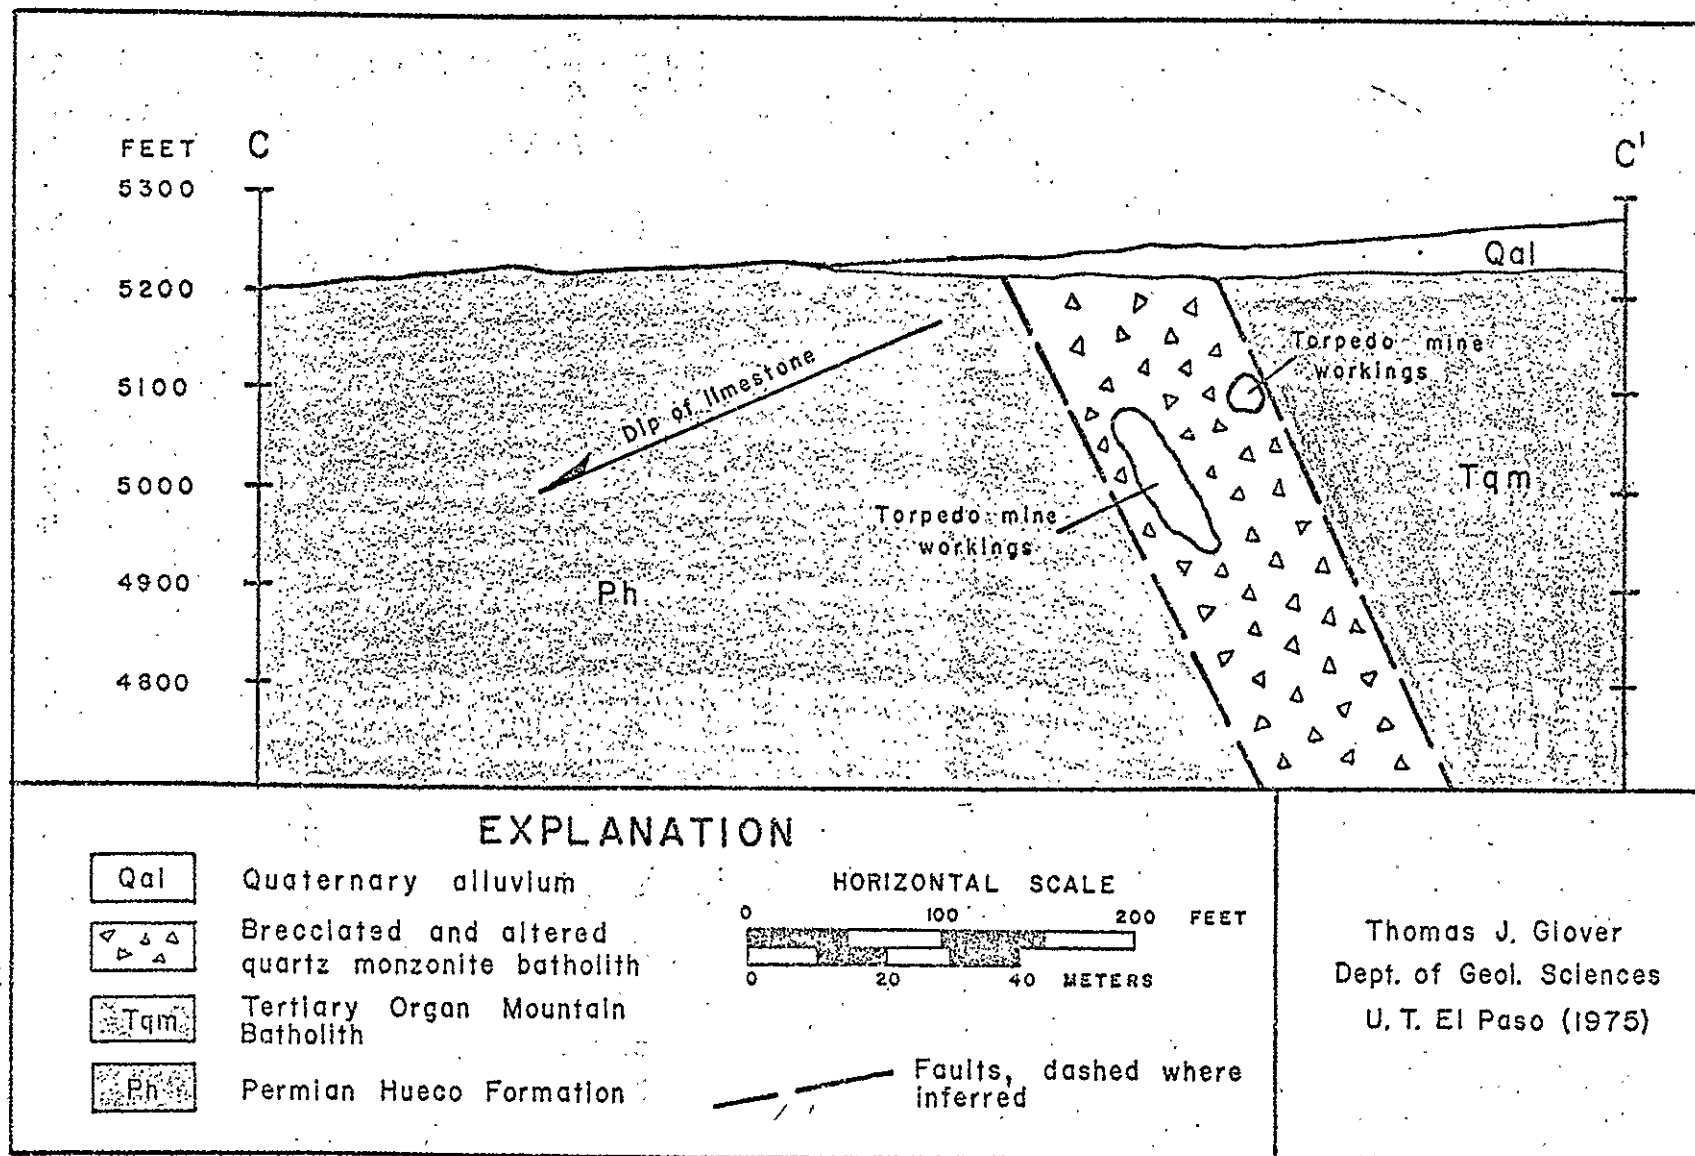 FEET C C'
5300
5200
5100
5000
4900
4800
Qal
Dip of limestone
Torpedo mine
workings
Torpedo mine
workings
Tqm
Ph
EXPLANATION
Qal Quaternary alluvium
Brecciated and altered
quartz monzonite batholith
Tqm Tertiary Organ Mountain
Batholith
Ph Permian Hueco Formation
HORIZONTAL SCALE
0 100 200 FEET
0 20 40 METERS
Faults, dashed where
inferred
Thomas J. Glover
Dept. of Geol. Sciences
U. T. El Paso (1975)